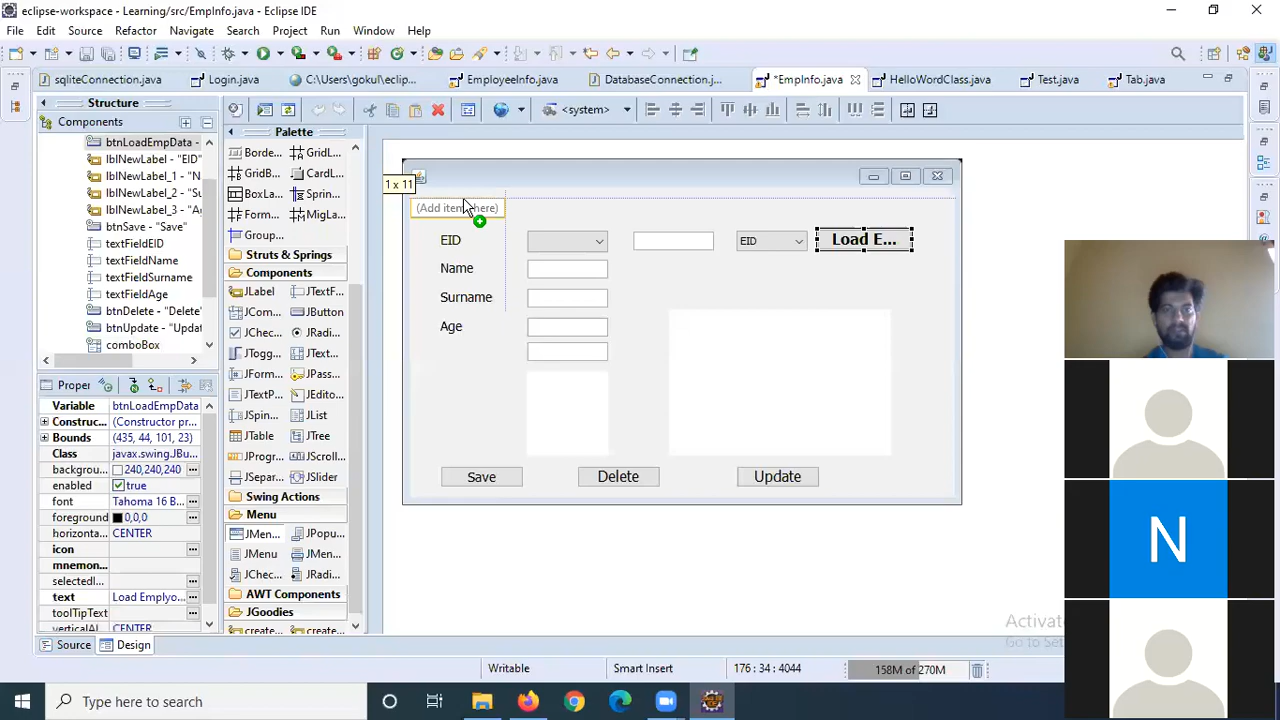 eclipse-workspace - Learning/src/EmpInfo.java - Eclipse IDE
File Edit Source Refactor Navigate Search Project Run Window Help
sqliteConnection.java Login.java C:\Users\gokul\eclip... EmployeeInfo.java DatabaseConnection.j... *EmpInfo.java HelloWordClass.java Test.java Tab.java
Structure
Components
btnLoadEmpData -
lblNewLabel - "EID"
lblNewLabel_1 - "N
lblNewLabel_2 - "Su
lblNewLabel_3 - "A
btnSave - "Save"
textFieldEID
textFieldName
textFieldSurname
textFieldAge
btnDelete - "Delete"
btnUpdate - "Updat
comboBox
Proper
Variable btnLoadEmpData
Construc... (Constructor pr
Bounds (435, 44, 101, 23)
Class javax.swing.JBu
backgrou... 240,240,240
enabled true
font Tahoma 16 B...
foreground 0,0,0
horizonta... CENTER
icon
mnemon...
selectedI...
text Load Emplyo...
toolTipText
verticalAl CENTER
Source Design
Palette
Borde... GridL...
GridB... CardL...
BoxLa... Sprin...
Form... MigLa...
Group...
Struts & Springs
Components
JLabel JTextF...
JCom... JButton
JChec... JRadi...
JTogg... JText...
JForm... JPass...
JTextP... JEdito...
JSpin... JList
JTable JTree
JProgr... JScroll...
JSepar... JSlider
Swing Actions
Menu
JMen... JPopu...
JMenu JMen...
JChec... JRadi...
AWT Components
JGoodies
create... create...
<system>
1 x 11
(Add items here)
EID EID Load E...
Name
Surname
Age
Save Delete Update
N
Activat
Go to Set
Writable Smart Insert 176 : 34 : 4044 158M of 270M
Type here to search